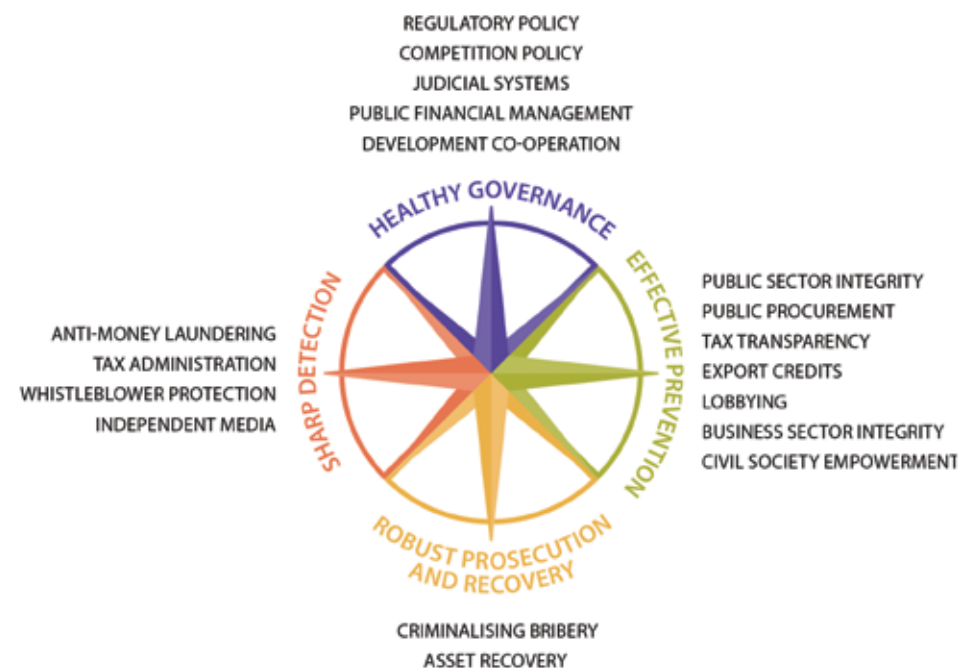 REGULATORY POLICY
COMPETITION POLICY
JUDICIAL SYSTEMS
PUBLIC FINANCIAL MANAGEMENT
DEVELOPMENT CO-OPERATION
HEALTHY GOVERNANCE
EFFECTIVE PREVENTION
PUBLIC SECTOR INTEGRITY
PUBLIC PROCUREMENT
TAX TRANSPARENCY
EXPORT CREDITS
LOBBYING
BUSINESS SECTOR INTEGRITY
CIVIL SOCIETY EMPOWERMENT
SHARP DETECTION
ANTI-MONEY LAUNDERING
TAX ADMINISTRATION
WHISTLEBLOWER PROTECTION
INDEPENDENT MEDIA
ROBUST PROSECUTION
AND RECOVERY
CRIMINALISING BRIBERY
ASSET RECOVERY